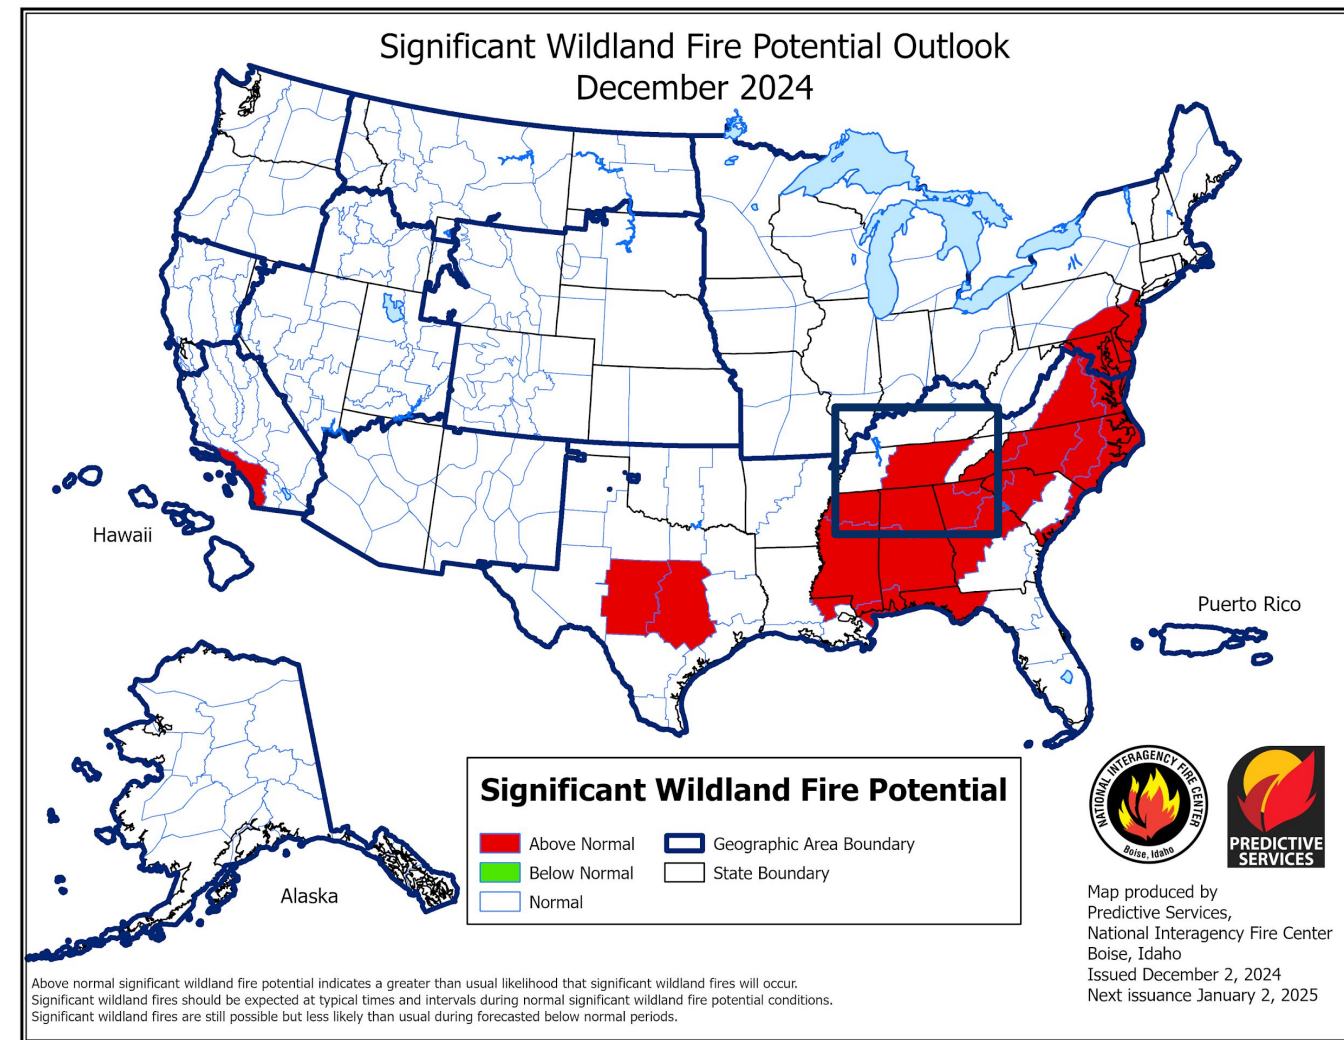 Significant Wildland Fire Potential Outlook
December 2024
Hawaii
Puerto Rico
Alaska
Significant Wildland Fire Potential
Above Normal
Geographic Area Boundary
Below Normal
State Boundary
Normal
NATIONAL INTERAGENCY FIRE CENTER
Boise, Idaho
PREDICTIVE
SERVICES
Map produced by
Predictive Services,
National Interagency Fire Center
Boise, Idaho
Issued December 2, 2024
Next issuance January 2, 2025
Above normal significant wildland fire potential indicates a greater than usual likelihood that significant wildland fires will occur.
Significant wildland fires should be expected at typical times and intervals during normal significant wildland fire potential conditions.
Significant wildland fires are still possible but less likely than usual during forecasted below normal periods.